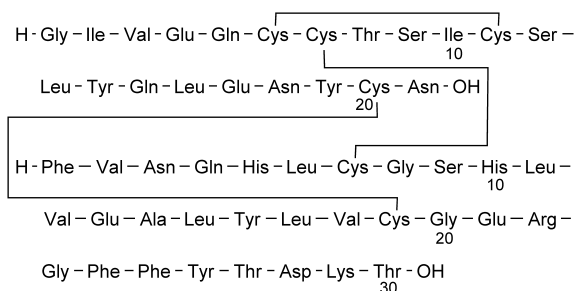 H-Gly-Ile-Val-Glu-Gln-Cys-Cys-Thr-Ser-Ile-Cys-Ser-
10
Leu-Tyr-Gln-Leu-Glu-Asn-Tyr-Cys-Asn-OH
20
H-Phe-Val-Asn-Gln-His-Leu-Cys-Gly-Ser-His-Leu-
10
Val-Glu-Ala-Leu-Tyr-Leu-Val-Cys-Gly-Glu-Arg-
20
Gly-Phe-Phe-Tyr-Thr-Asp-Lys-Thr-OH
30